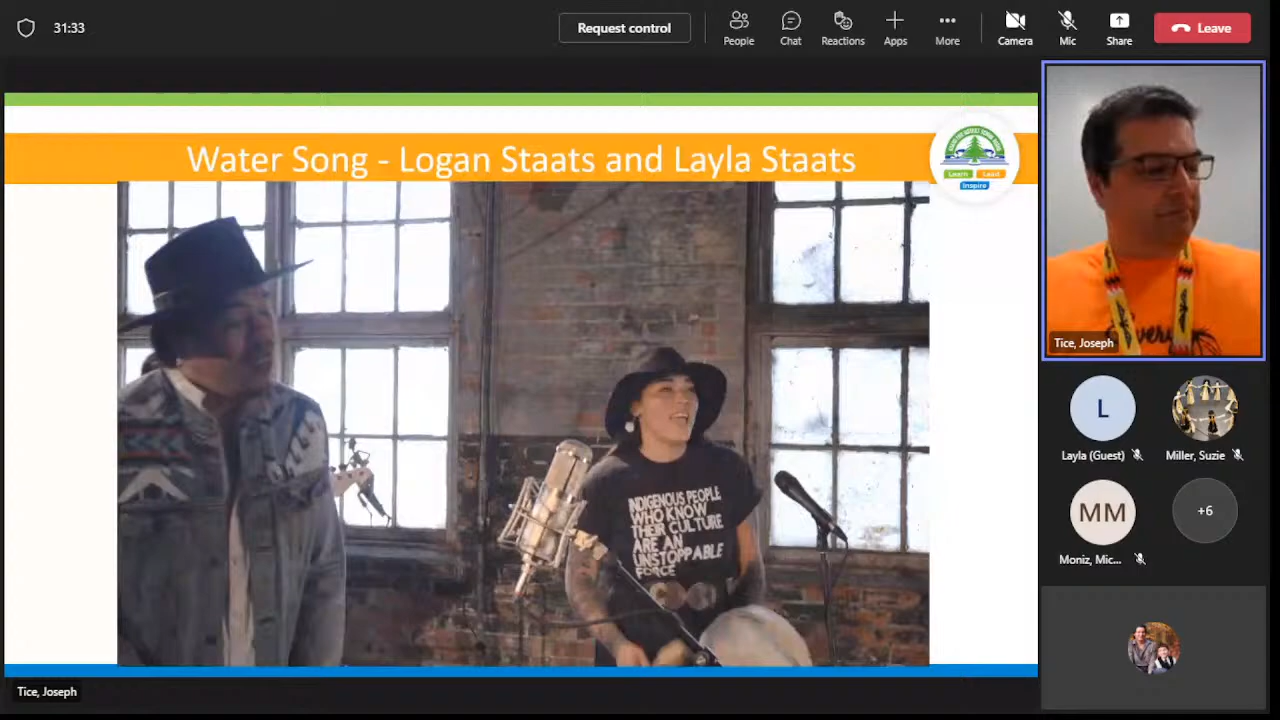 31:33
Request control
People
Chat
Reactions
Apps
More
Camera
Mic
Share
Leave
Water Song - Logan Staats and Layla Staats
Learn
Lead
Inspire
INDIGENOUS PEOPLE
WHO KNOW
THEIR CULTURE
ARE AN
UNSTOPPABLE
FORCE
Tice, Joseph
L
Layla (Guest)
Miller, Suzie
MM
Moniz, Mic...
+6
Tice, Joseph